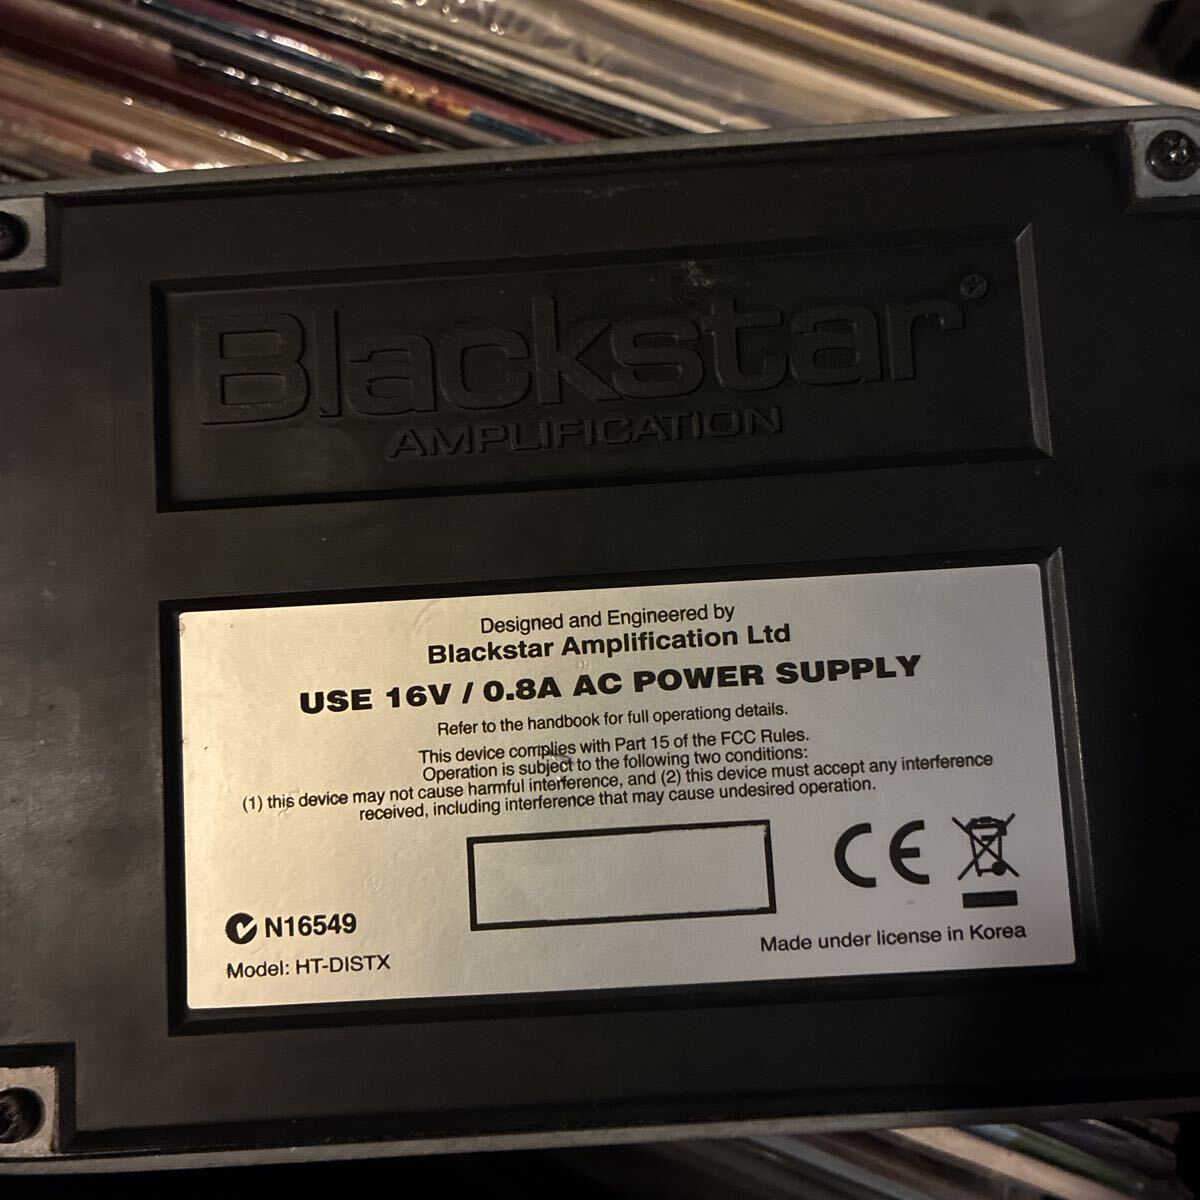 Blackstar®
AMPLIFICATION
Designed and Engineered by
Blackstar Amplification Ltd
USE 16V / 0.8A AC POWER SUPPLY
Refer to the handbook for full operationg details.
This device complies with Part 15 of the FCC Rules.
Operation is subject to the following two conditions:
(1) this device may not cause harmful interference, and (2) this device must accept any interference
received, including interference that may cause undesired operation.
CE
N16549
Made under license in Korea
Model: HT-DISTX